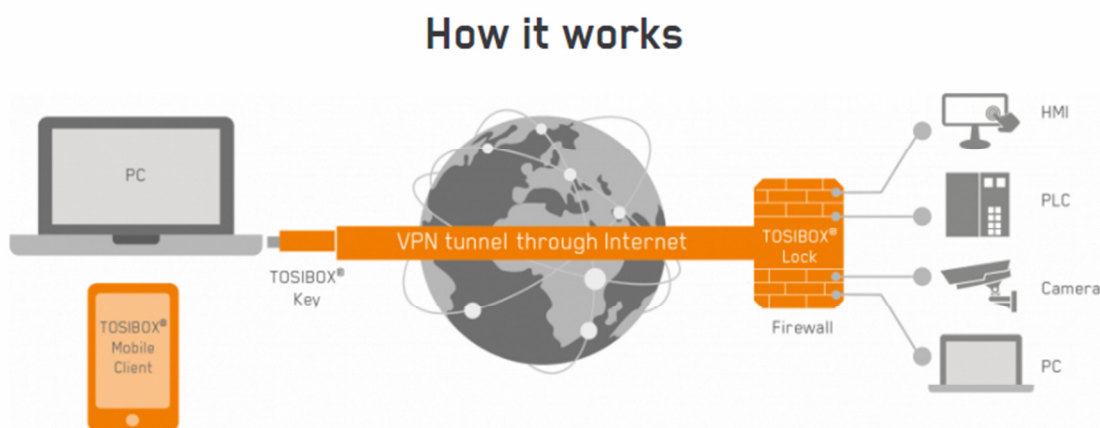 How it works
PC
TOSIBOX®
Key
TOSIBOX®
Mobile
Client
VPN tunnel through Internet
TOSIBOX®
Lock
Firewall
HMI
PLC
Camera
PC